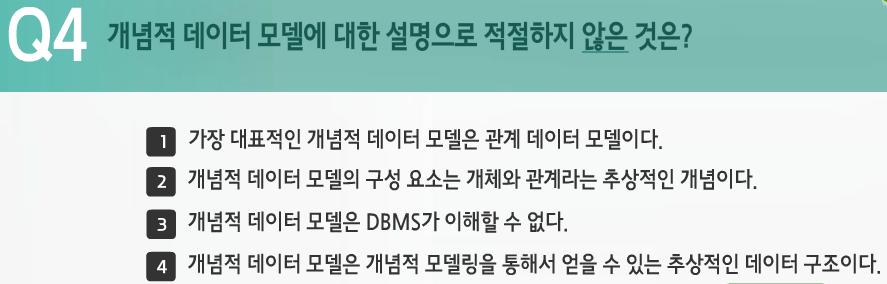 Q4 개념적 데이터 모델에 대한 설명으로 적절하지 않은 것은?
1 가장 대표적인 개념적 데이터 모델은 관계 데이터 모델이다.
2 개념적 데이터 모델의 구성 요소는 개체와 관계라는 추상적인 개념이다.
3 개념적 데이터 모델은 DBMS가 이해할 수 없다.
4 개념적 데이터 모델은 개념적 모델링을 통해서 얻을 수 있는 추상적인 데이터 구조이다.